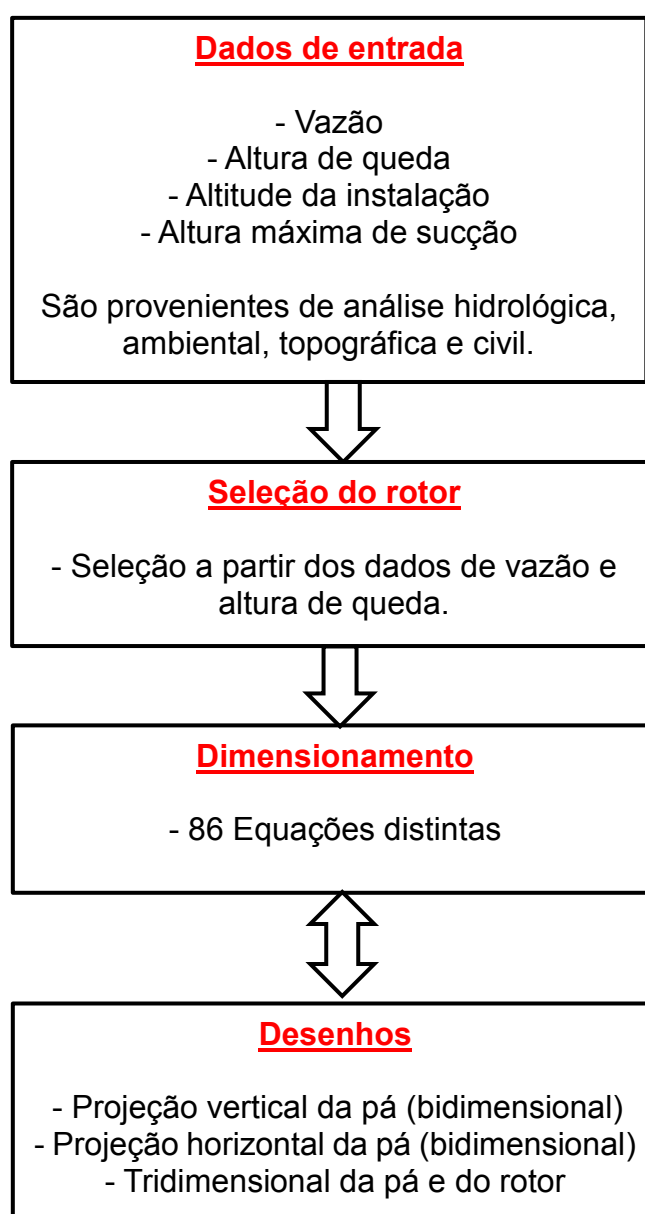 Dados de entrada
- Vazão
- Altura de queda
- Altitude da instalação
- Altura máxima de sucção
São provenientes de análise hidrológica,
ambiental, topográfica e civil.
Seleção do rotor
- Seleção a partir dos dados de vazão e
altura de queda.
Dimensionamento
- 86 Equações distintas
Desenhos
- Projeção vertical da pá (bidimensional)
- Projeção horizontal da pá (bidimensional)
- Tridimensional da pá e do rotor